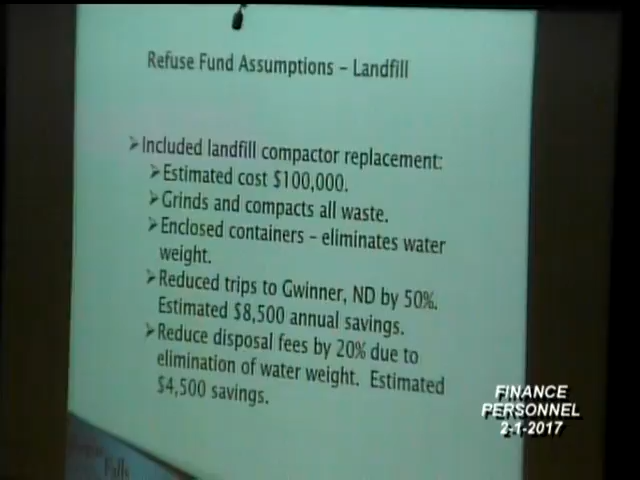 Refuse Fund Assumptions – Landfill
➢Included landfill compactor replacement:
➢Estimated cost $100,000.
➢Grinds and compacts all waste.
➢Enclosed containers – eliminates water
weight.
➢Reduced trips to Gwinner, ND by 50%.
Estimated $8,500 annual savings.
➢Reduce disposal fees by 20% due to
elimination of water weight. Estimated
$4,500 savings.
Falls
FINANCE
PERSONNEL
2-1-2017